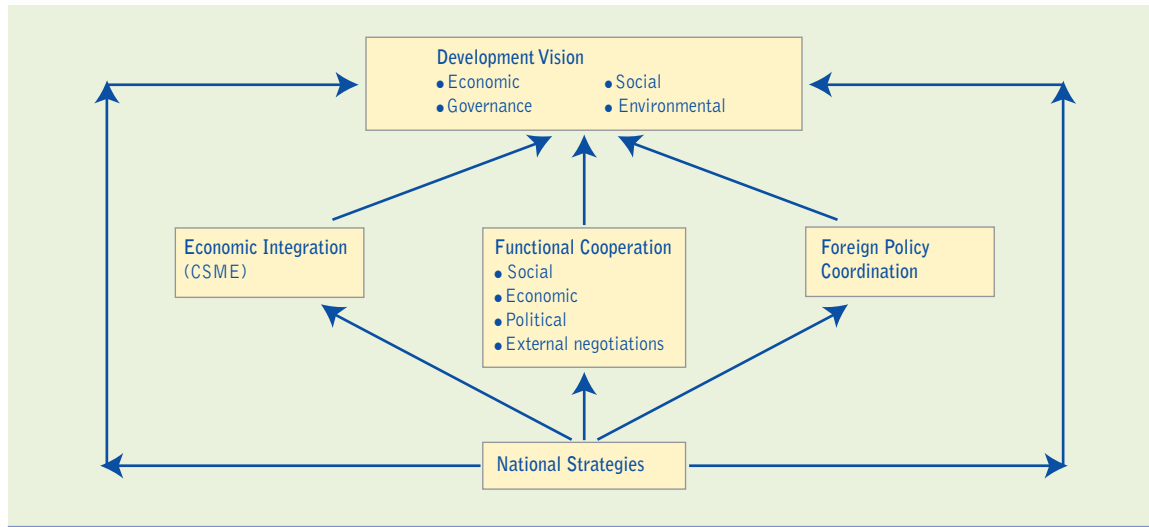 Development Vision
• Economic
• Social
• Governance
• Environmental
Economic Integration
(CSME)
Functional Cooperation
• Social
• Economic
• Political
• External negotiations
Foreign Policy
Coordination
National Strategies